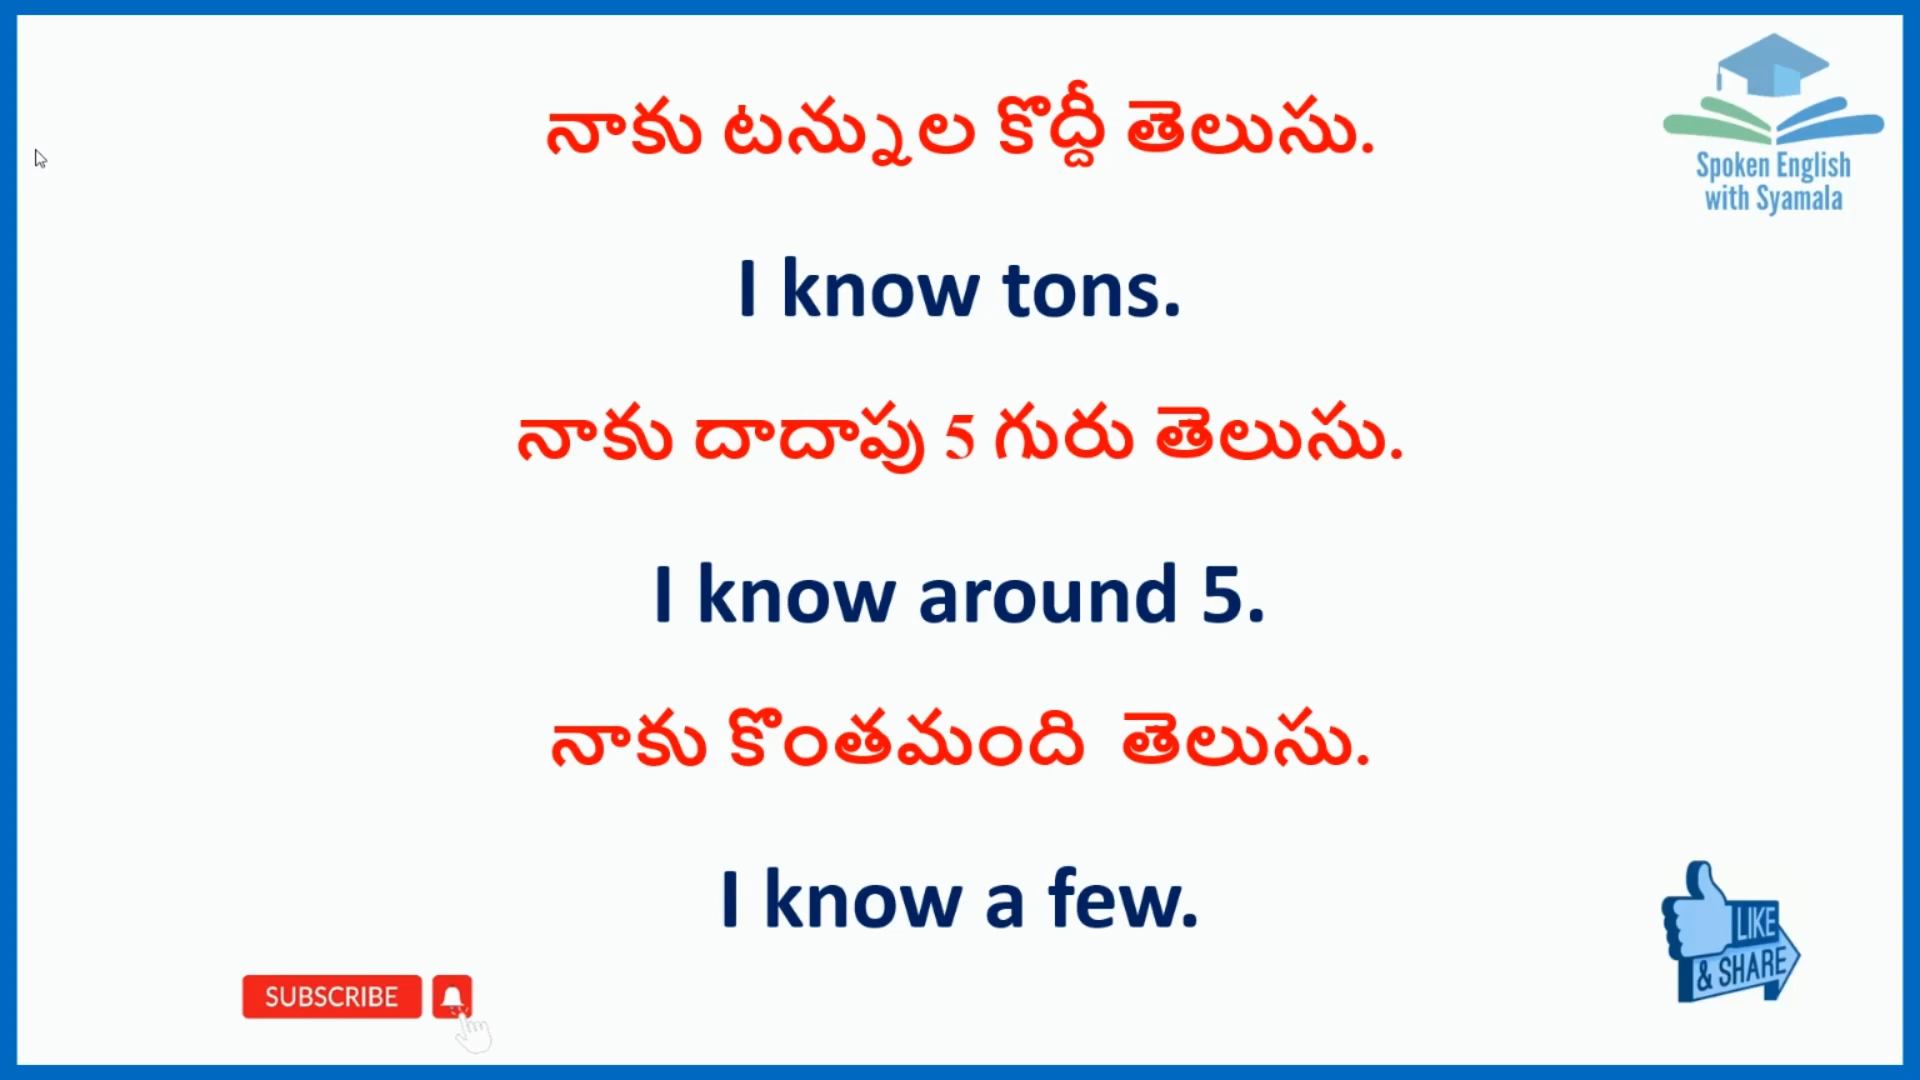 నాకు టన్నుల కొద్దీ తెలుసు.
Spoken English
with Syamala
I know tons.
నాకు దాదాపు 5 గురు తెలుసు.
I know around 5.
నాకు కొంతమంది తెలుసు.
I know a few.
LIKE
& SHARE
SUBSCRIBE